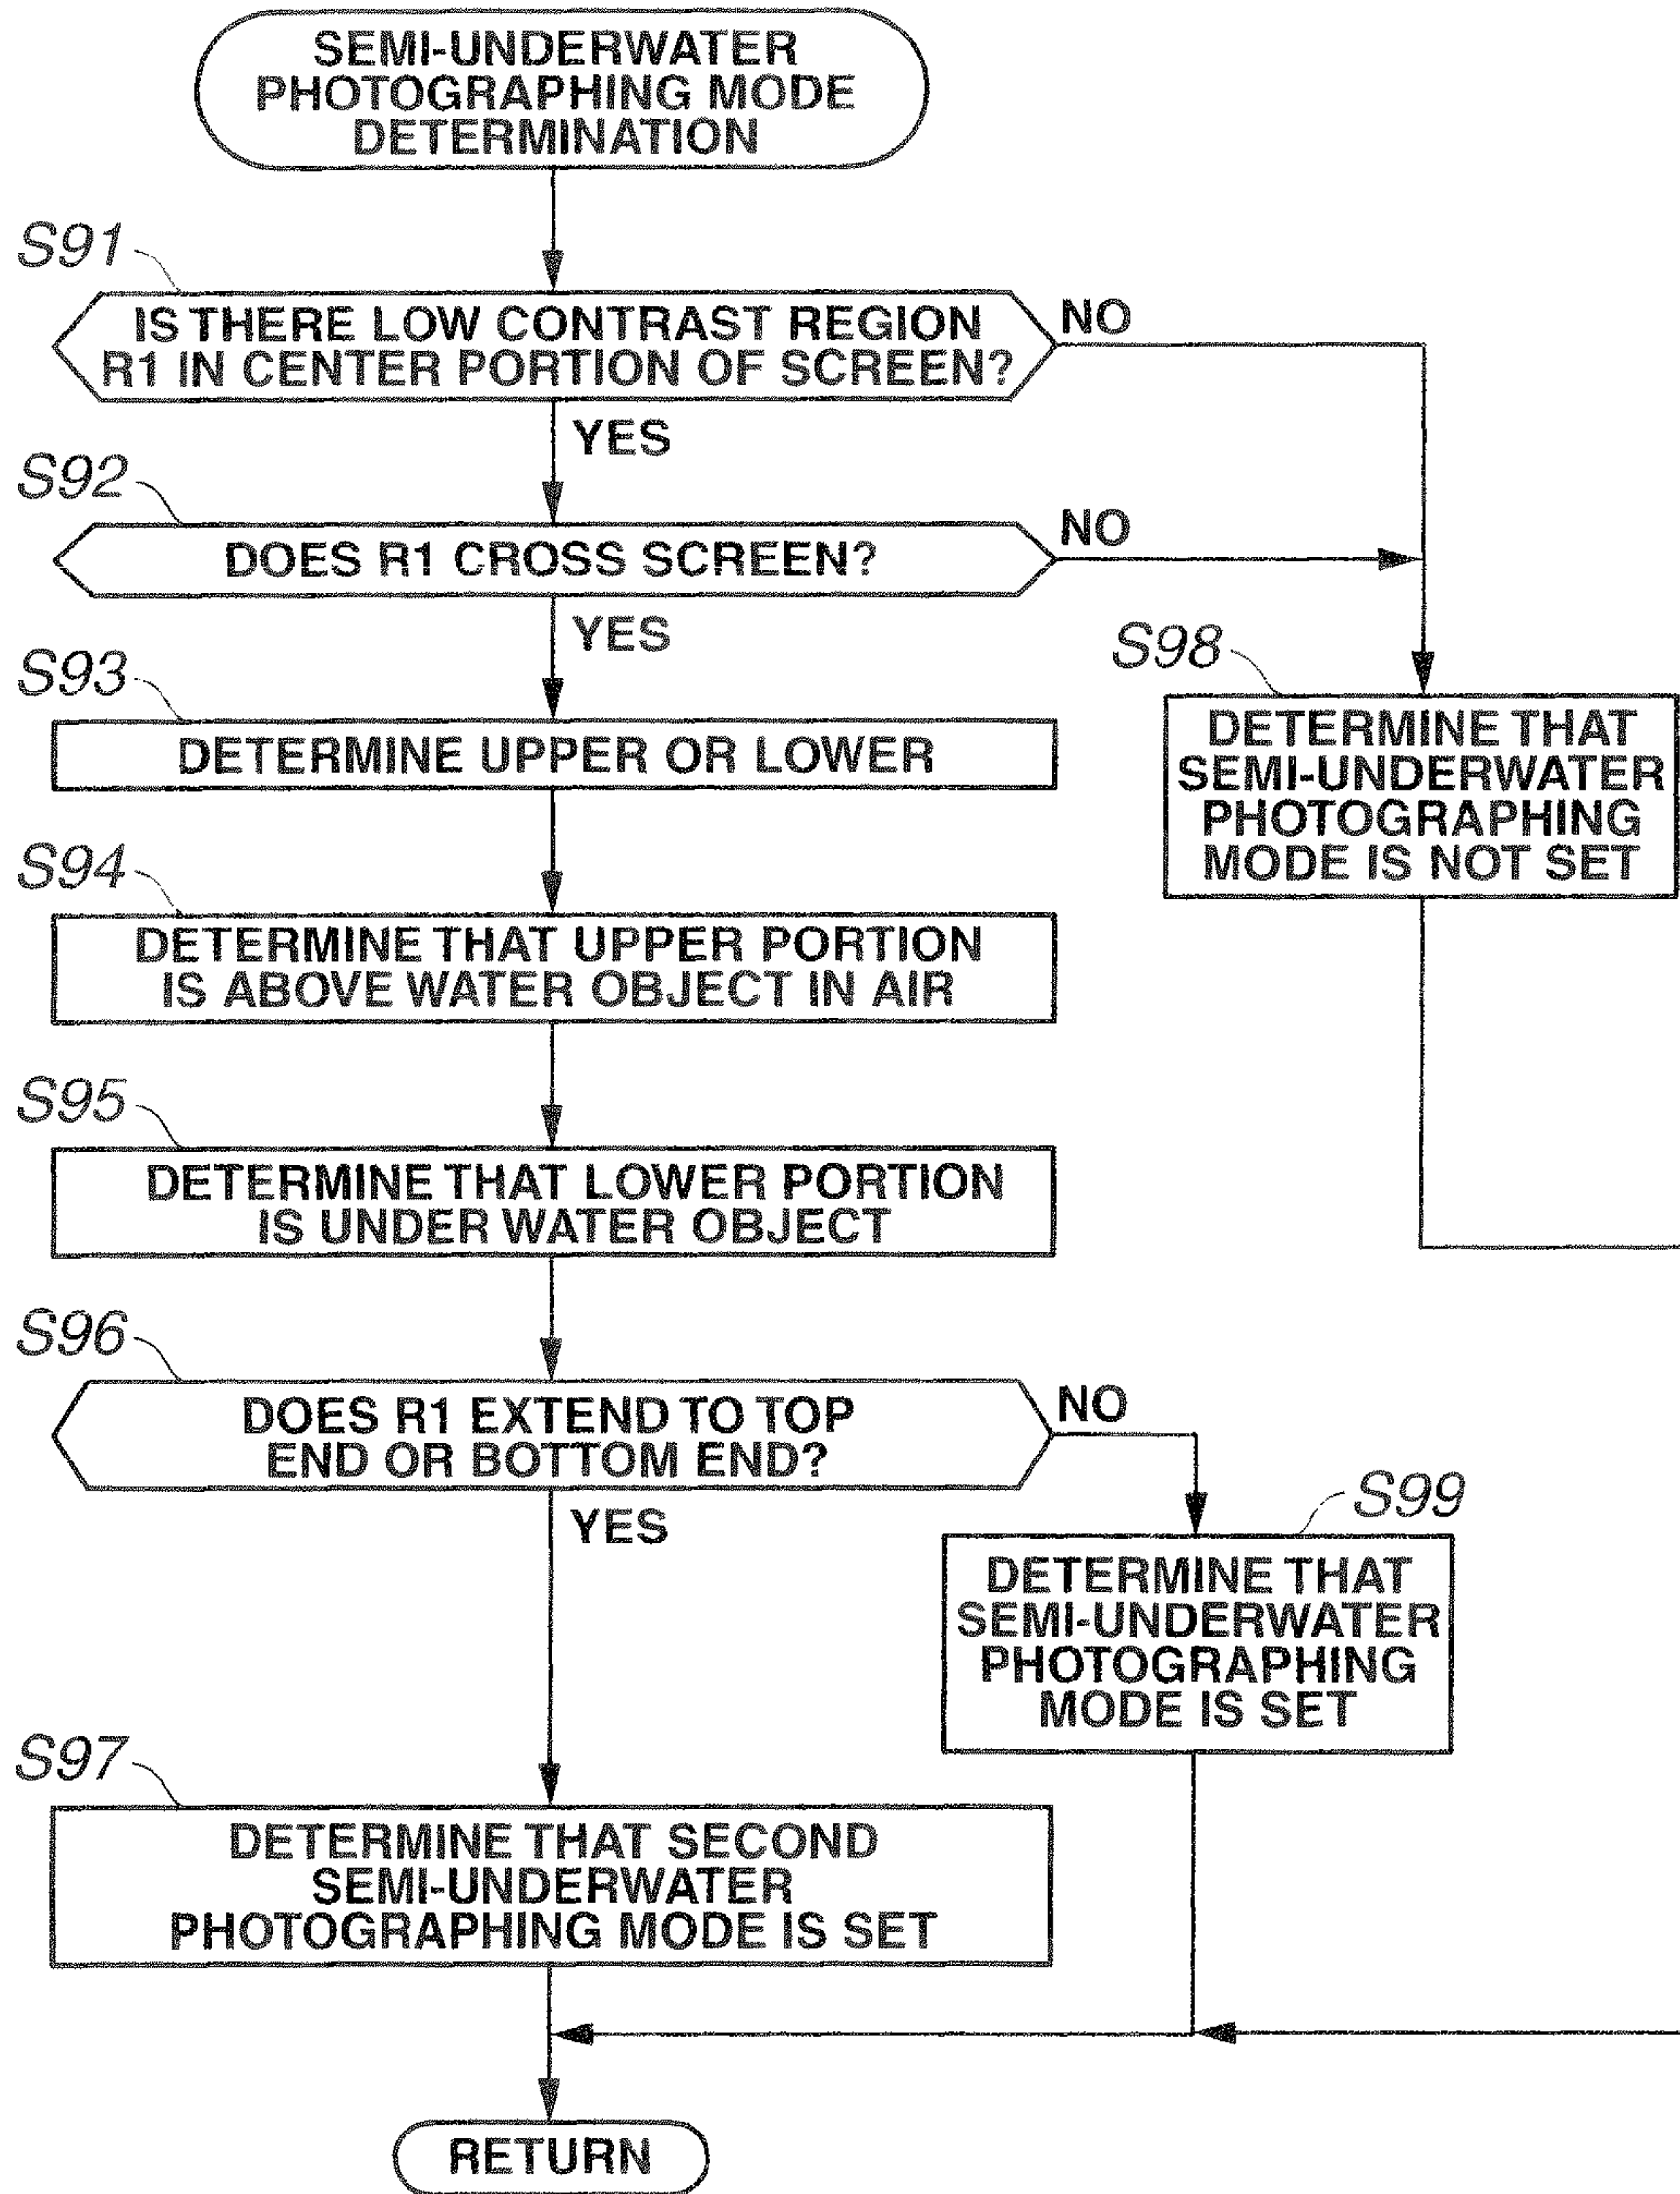 SEMI-UNDERWATER
PHOTOGRAPHING MODE
DETERMINATION
S91
IS THERE LOW CONTRAST REGION
R1 IN CENTER PORTION OF SCREEN?
NO
YES
S92
DOES R1 CROSS SCREEN?
NO
YES
S93
DETERMINE UPPER OR LOWER
S98
DETERMINE THAT
SEMI-UNDERWATER
PHOTOGRAPHING
MODE IS NOT SET
S94
DETERMINE THAT UPPER PORTION
IS ABOVE WATER OBJECT IN AIR
S95
DETERMINE THAT LOWER PORTION
IS UNDER WATER OBJECT
S96
DOES R1 EXTEND TO TOP
END OR BOTTOM END?
NO
YES
S99
DETERMINE THAT
SEMI-UNDERWATER
PHOTOGRAPHING
MODE IS SET
S97
DETERMINE THAT SECOND
SEMI-UNDERWATER
PHOTOGRAPHING MODE IS SET
RETURN